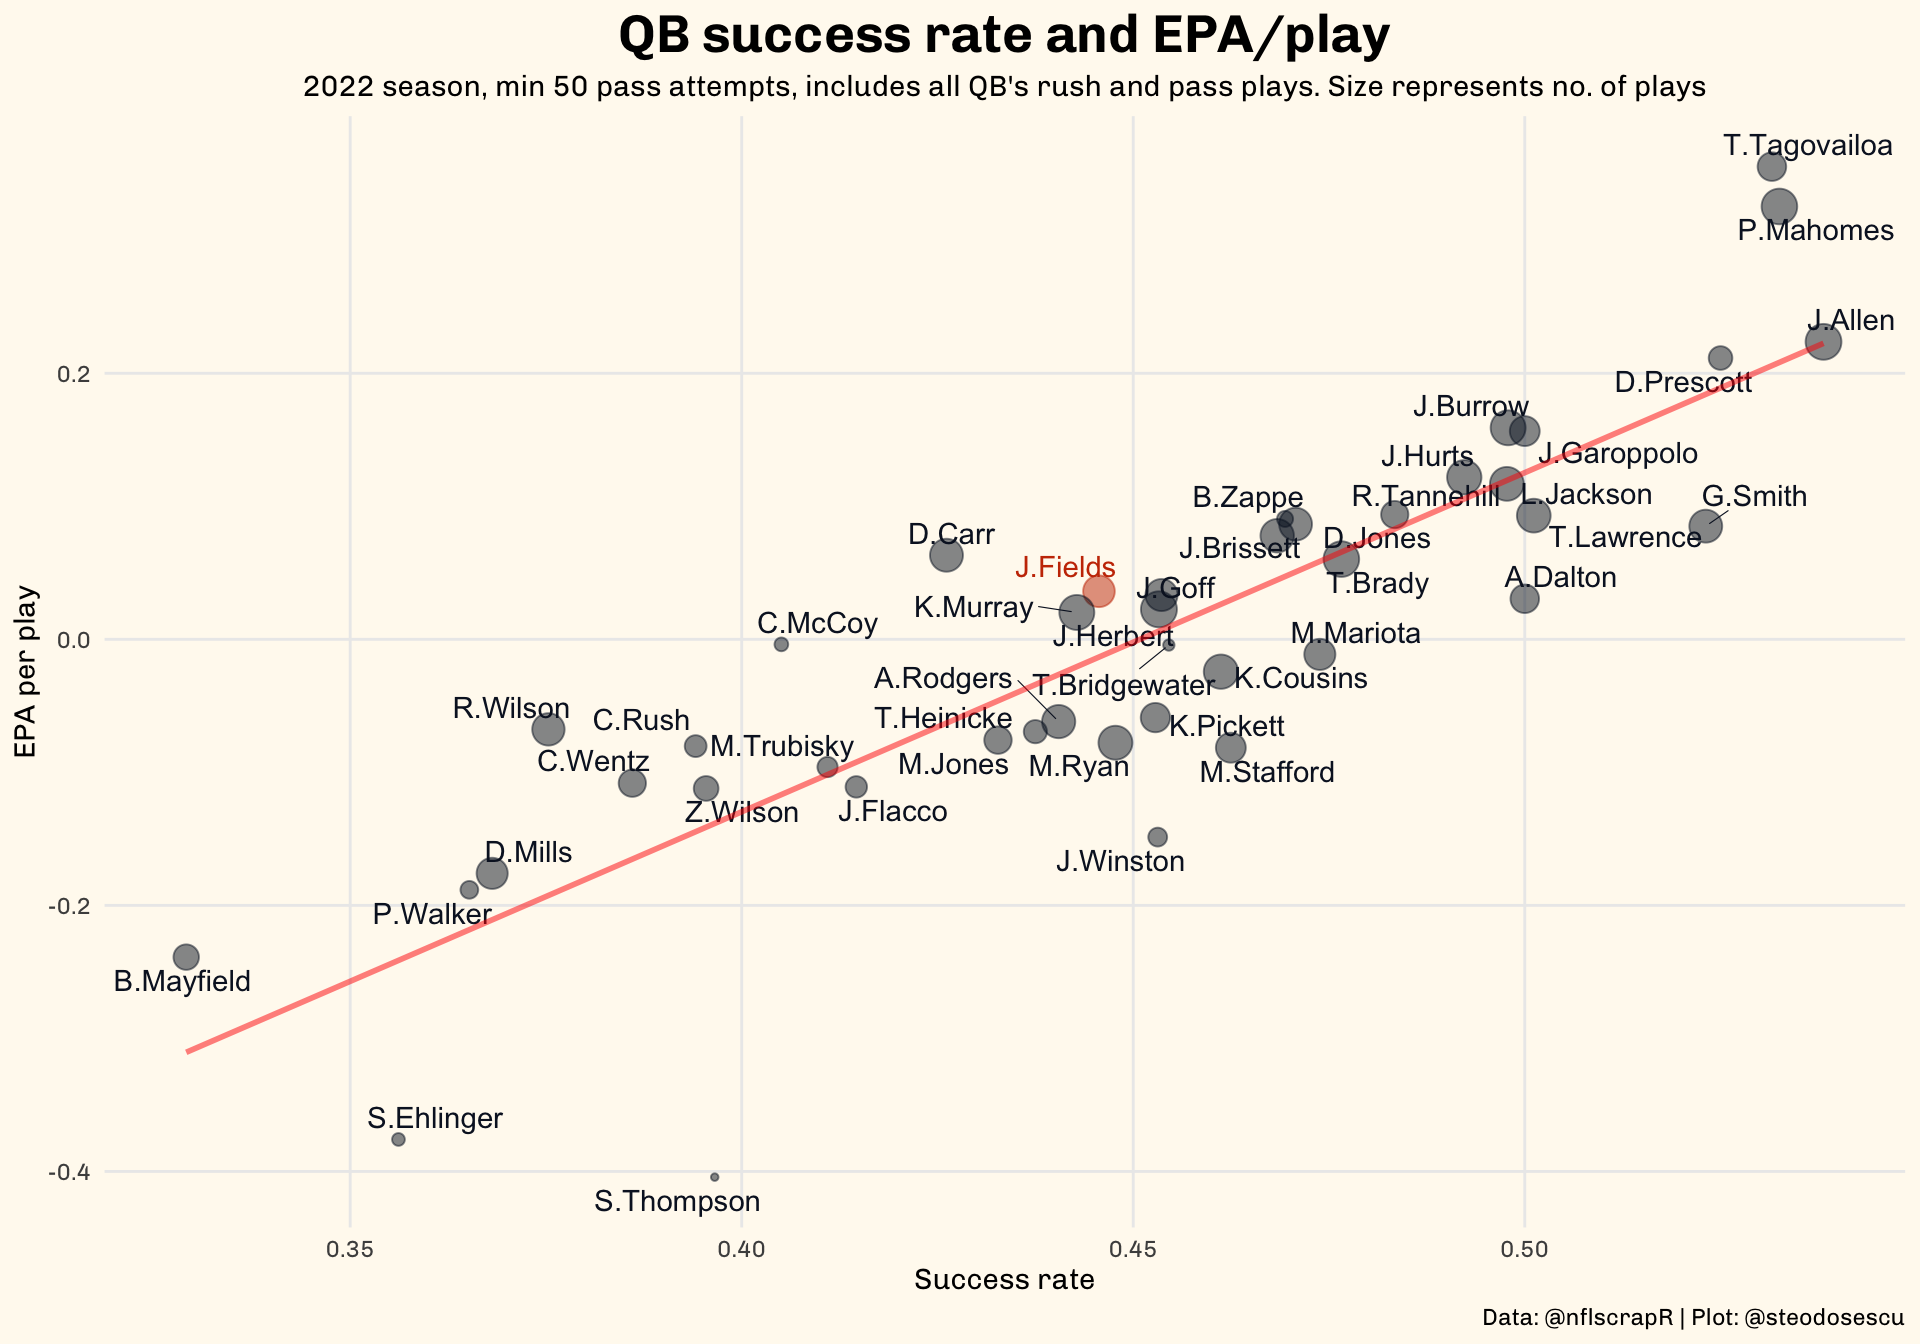 QB success rate and EPA/play
2022 season, min 50 pass attempts, includes all QB's rush and pass plays. Size represents no. of plays
T.Tagovailoa
P.Mahomes
J.Allen
0.2
D.Prescott
J.Burrow
J.Garoppolo
J.Hurts
R.Tannehill
L.Jackson
G.Smith
B.Zappe
D.Carr
J.Brissett
D.Jones
T.Lawrence
J.Fields
J.Goff
T.Brady
A.Dalton
K.Murray
C.McCoy
0.0
J.Herbert
M.Mariota
A.Rodgers
T.Bridgewater
K.Cousins
R.Wilson
C.Rush
T.Heinicke
K.Pickett
M.Trubisky
C.Wentz
M.Jones
M.Ryan
M.Stafford
Z.Wilson
J.Flacco
D.Mills
J.Winston
-0.2
P.Walker
B.Mayfield
S.Ehlinger
-0.4
S.Thompson
EPA per play
0.35
0.40
0.45
0.50
Success rate
Data: @nflscrapR | Plot: @steodosescu